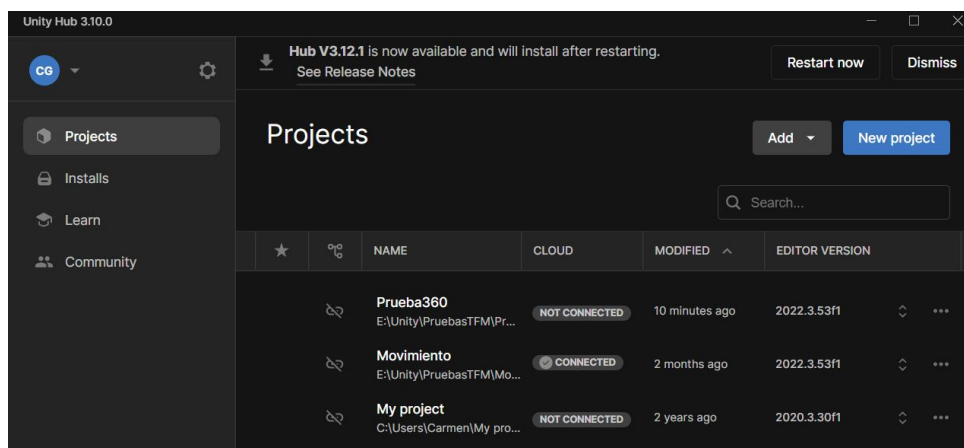 Unity Hub 3.10.0
CG
Hub V3.12.1 is now available and will install after restarting.
See Release Notes
Restart now
Dismiss
Projects
Installs
Learn
Community
Projects
Add
New project
Search...
NAME CLOUD MODIFIED EDITOR VERSION
Prueba360
E:\Unity\PruebasTFM\Pr...
NOT CONNECTED
10 minutes ago
2022.3.53f1
Movimiento
E:\Unity\PruebasTFM\Mo...
CONNECTED
2 months ago
2022.3.53f1
My project
C:\Users\Carmen\My pro...
NOT CONNECTED
2 years ago
2020.3.30f1